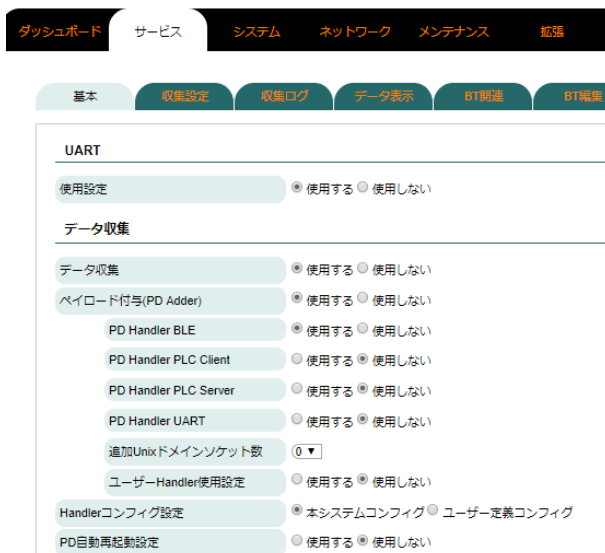 ダッシュボード サービス システム ネットワーク メンテナンス 拡張
基本 収集設定 収集ログ データ表示 BT関連 BT編集
UART
使用設定 使用する 使用しない
データ収集
データ収集 使用する 使用しない
ペイロード付与(PD Adder) 使用する 使用しない
PD Handler BLE 使用する 使用しない
PD Handler PLC Client 使用する 使用しない
PD Handler PLC Server 使用する 使用しない
PD Handler UART 使用する 使用しない
追加Unixドメインソケット数 0 ▼
ユーザーHandler使用設定 使用する 使用しない
Handlerコンフィグ設定 本システムコンフィグ ユーザー定義コンフィグ
PD自動再起動設定 使用する 使用しない